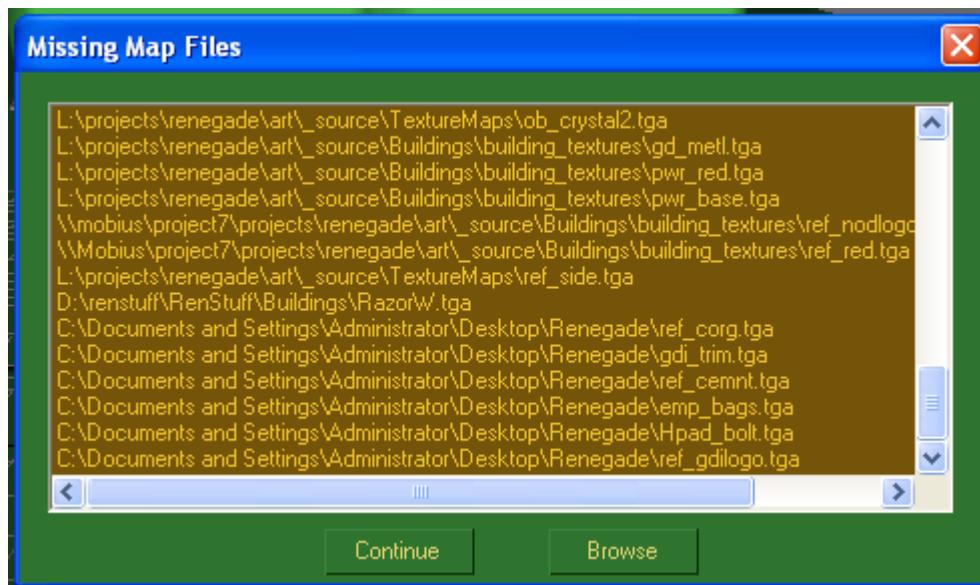 Missing Map Files
L:\projects\renegade\art\_source\TextureMaps\ob_crystal2.tga
L:\projects\renegade\art\_source\Buildings\building_textures\gd_metl.tga
L:\projects\renegade\art\_source\Buildings\building_textures\pwr_red.tga
L:\projects\renegade\art\_source\Buildings\building_textures\pwr_base.tga
\\mobius\project7\projects\renegade\art\_source\Buildings\building_textures\ref_nodlogo
\\Mobius\project7\projects\renegade\art\_source\Buildings\building_textures\ref_red.tga
L:\projects\renegade\art\_source\TextureMaps\ref_side.tga
D:\renstuff\RenStuff\Buildings\RazorW.tga
C:\Documents and Settings\Administrator\Desktop\Renegade\ref_corg.tga
C:\Documents and Settings\Administrator\Desktop\Renegade\gdi_trim.tga
C:\Documents and Settings\Administrator\Desktop\Renegade\ref_cemnt.tga
C:\Documents and Settings\Administrator\Desktop\Renegade\emp_bags.tga
C:\Documents and Settings\Administrator\Desktop\Renegade\Hpad_bolt.tga
C:\Documents and Settings\Administrator\Desktop\Renegade\ref_gdilogo.tga
Continue Browse